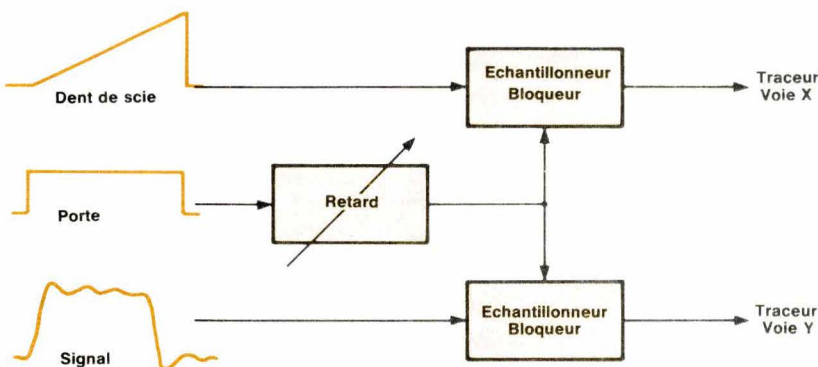 Dent de scie
Echantillonneur
Bloqueur
Traceur
Voie X
Porte
Retard
Signal
Echantillonneur
Bloqueur
Traceur
Voie Y